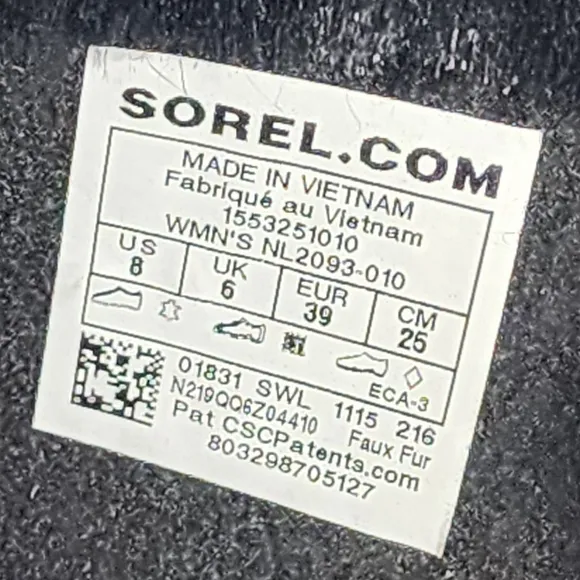 SOREL.COM
MADE IN VIETNAM
Fabriqué au Vietnam
1553251010
WMN'S NL2093-010
US UK EUR CM
8 6 39 25
ECA-3
01831 SWL 1115 216
N219QO6Z04410 Faux Fur
Pat CSCPatents.com
803298705127